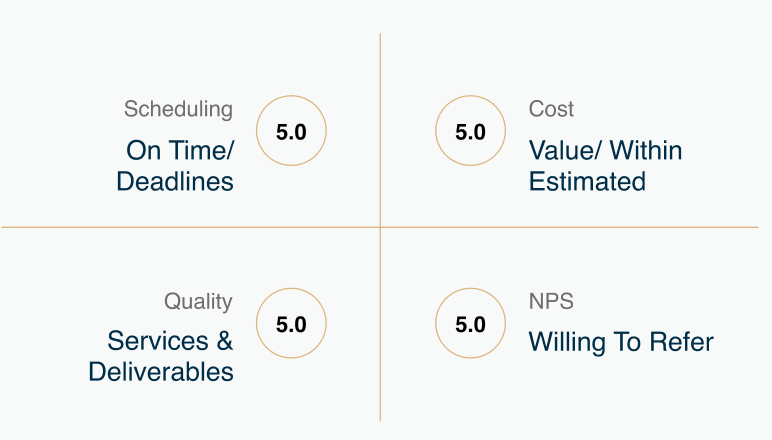 Scheduling
5.0
On Time/
Deadlines
Cost
5.0
Value/ Within
Estimated
Quality
5.0
Services &
Deliverables
NPS
5.0
Willing To Refer